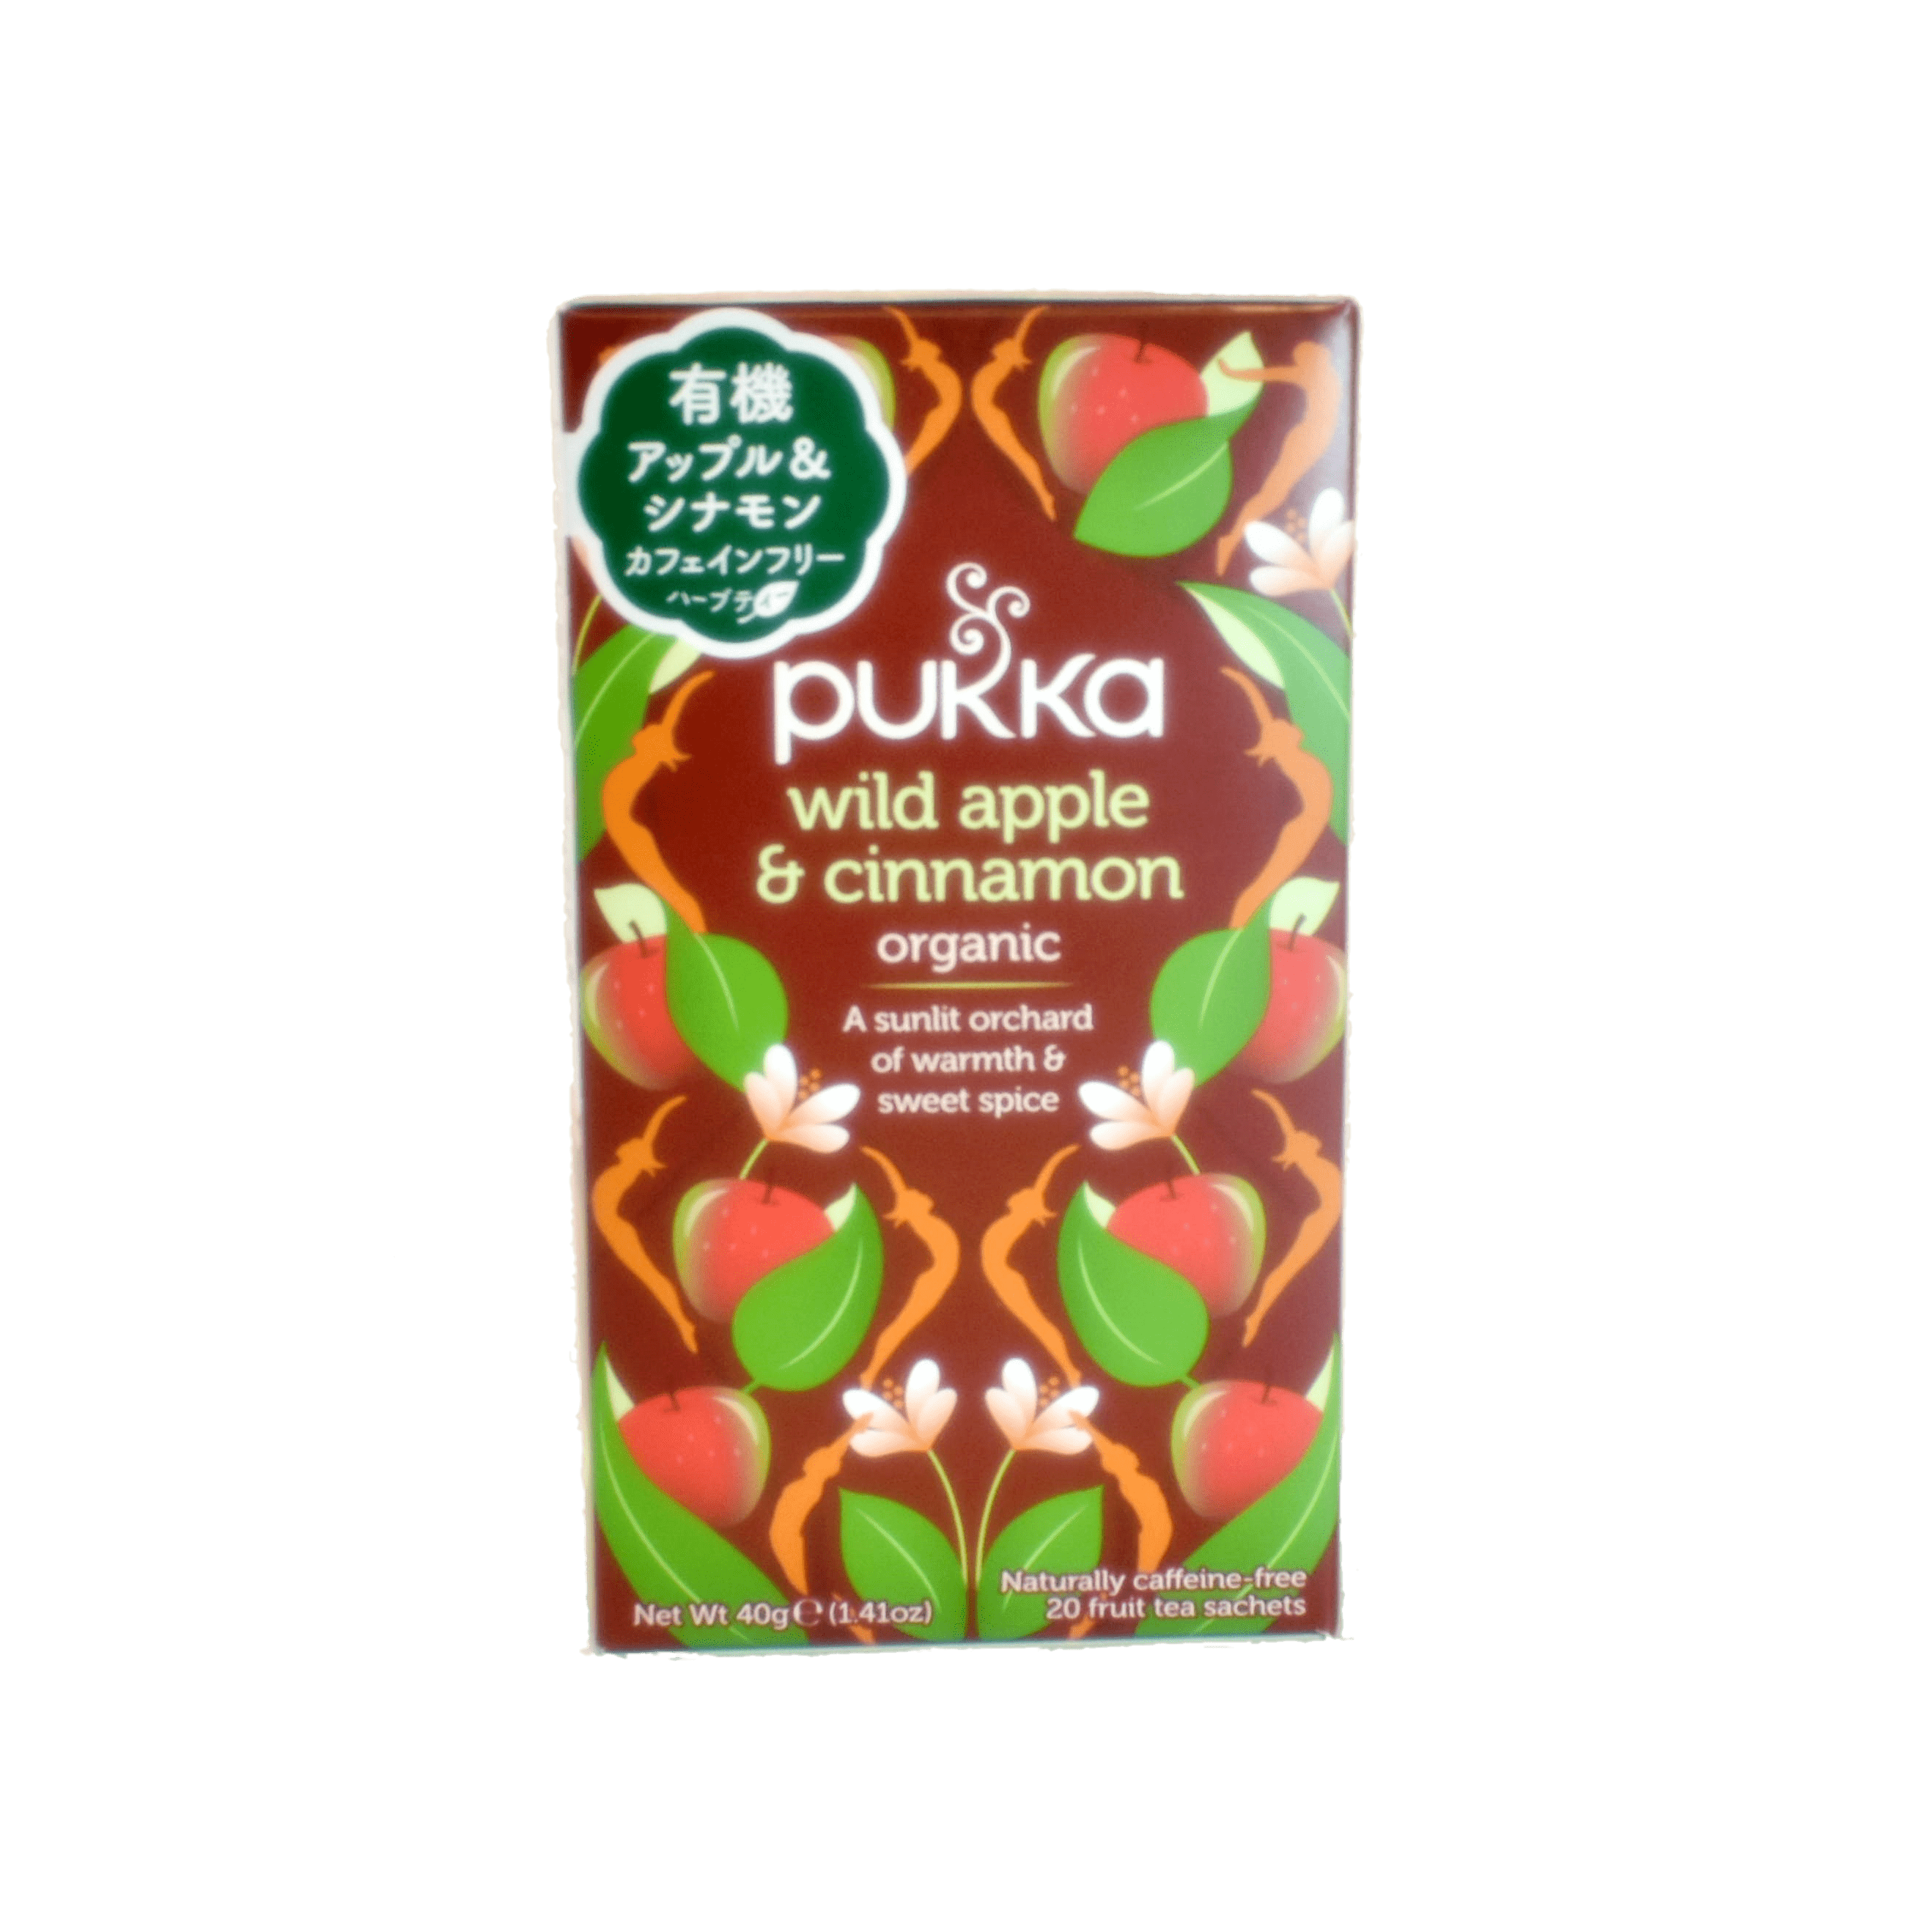 有機
アップル&
シナモン
カフェインフリー
ハーブティー
pukka
wild apple
& cinnamon
organic
A sunlit orchard
of warmth &
sweet spice
Net Wt 40g℮ (1.41oz)
Naturally caffeine-free
20 fruit tea sachets